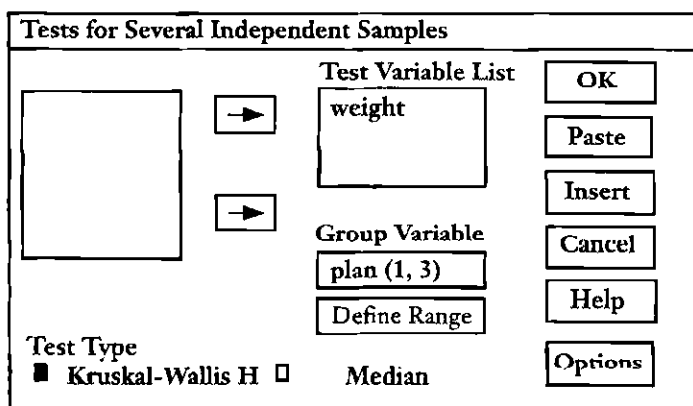 Tests for Several Independent Samples
Test Variable List
weight
OK
Paste
Insert
Cancel
Help
Options
Group Variable
plan (1, 3)
Define Range
Test Type
Kruskal-Wallis H
Median